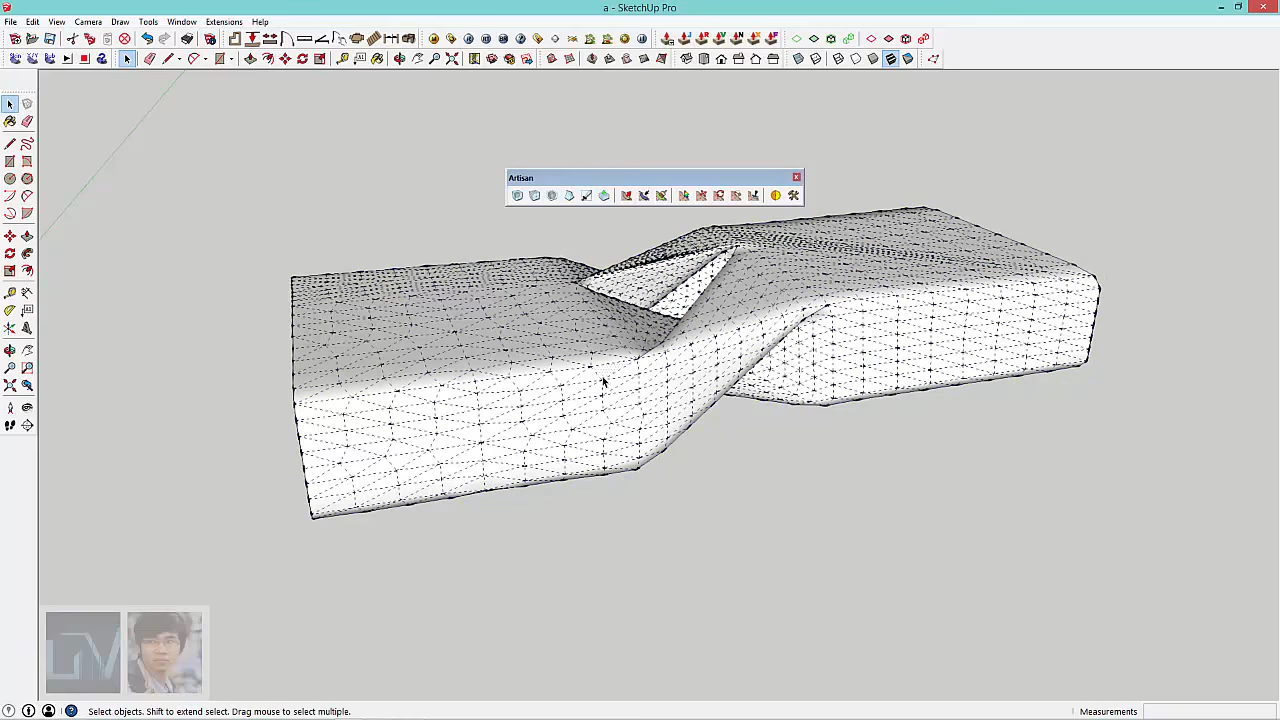 a - SketchUp Pro
File Edit View Camera Draw Tools Window Extensions Help
Artisan
Select objects. Shift to extend select. Drag mouse to select multiple.
Measurements